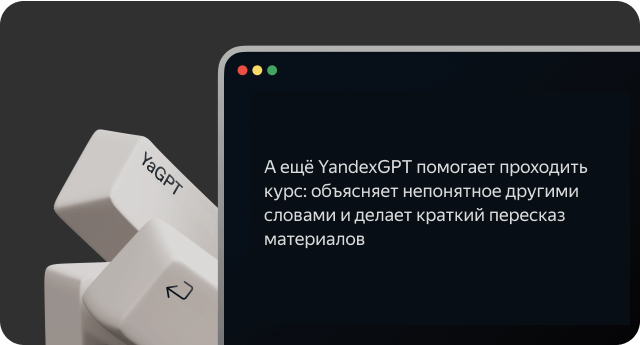 YaGPT
А ещё YandexGPT помогает проходить
курс: объясняет непонятное другими
словами и делает краткий пересказ
материалов